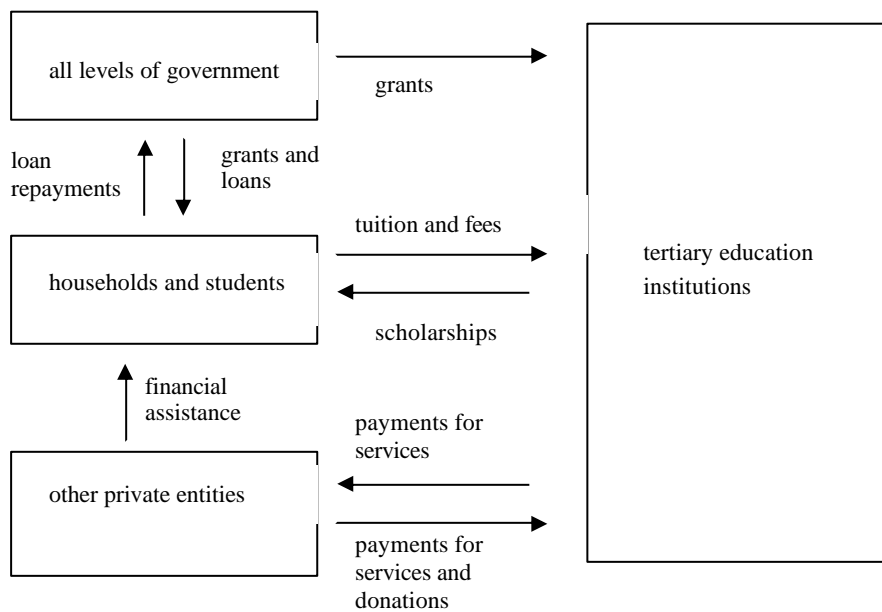 all levels of government
grants
loan
repayments
grants and
loans
tuition and fees
households and students
tertiary education
institutions
scholarships
financial
assistance
payments for
services
other private entities
payments for
services and
donations